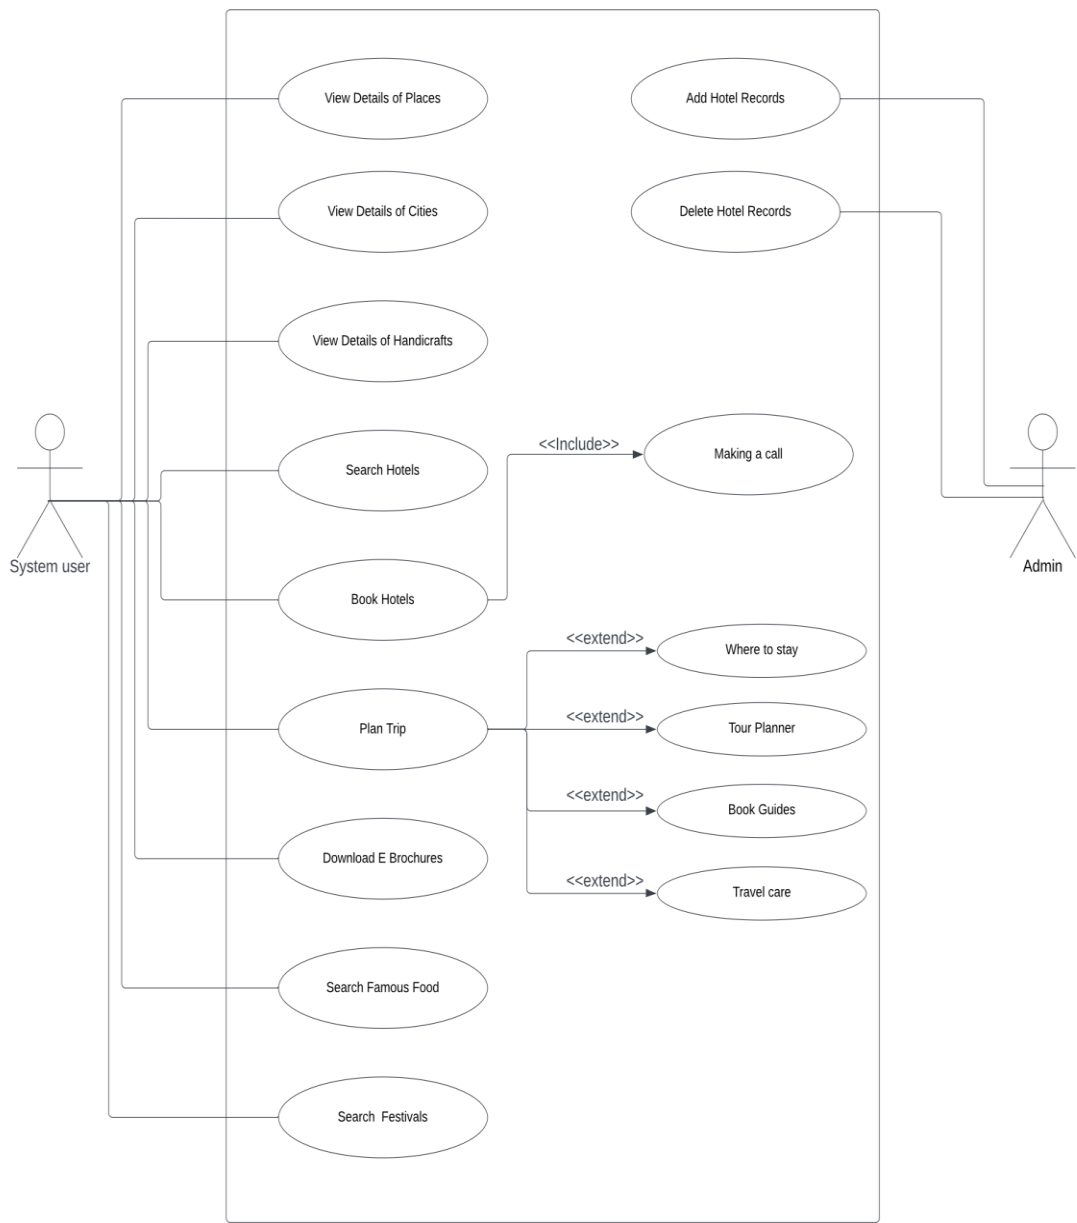 View Details of Places
Add Hotel Records
View Details of Cities
Delete Hotel Records
View Details of Handicrafts
Search Hotels
<<Include>>
Making a call
System user
Admin
Book Hotels
<<extend>>
Where to stay
Plan Trip
<<extend>>
Tour Planner
<<extend>>
Book Guides
Download E Brochures
<<extend>>
Travel care
Search Famous Food
Search  Festivals